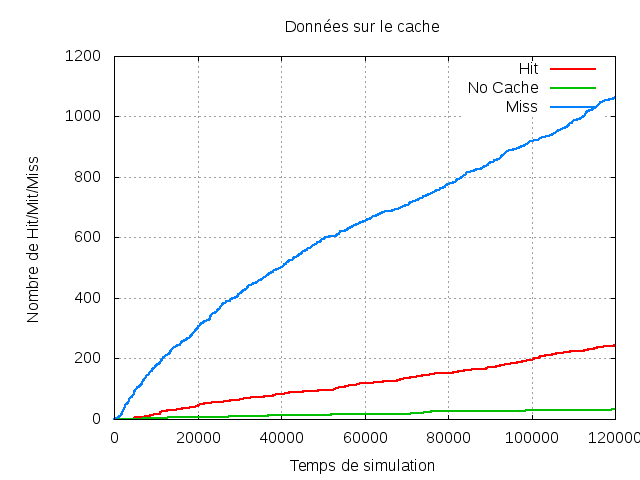 Données sur le cache
1200
1000
800
600
400
200
0
Nombre de Hit/Mit/Miss
Hit
No Cache
Miss
0 20000 40000 60000 80000 100000 120000
Temps de simulation